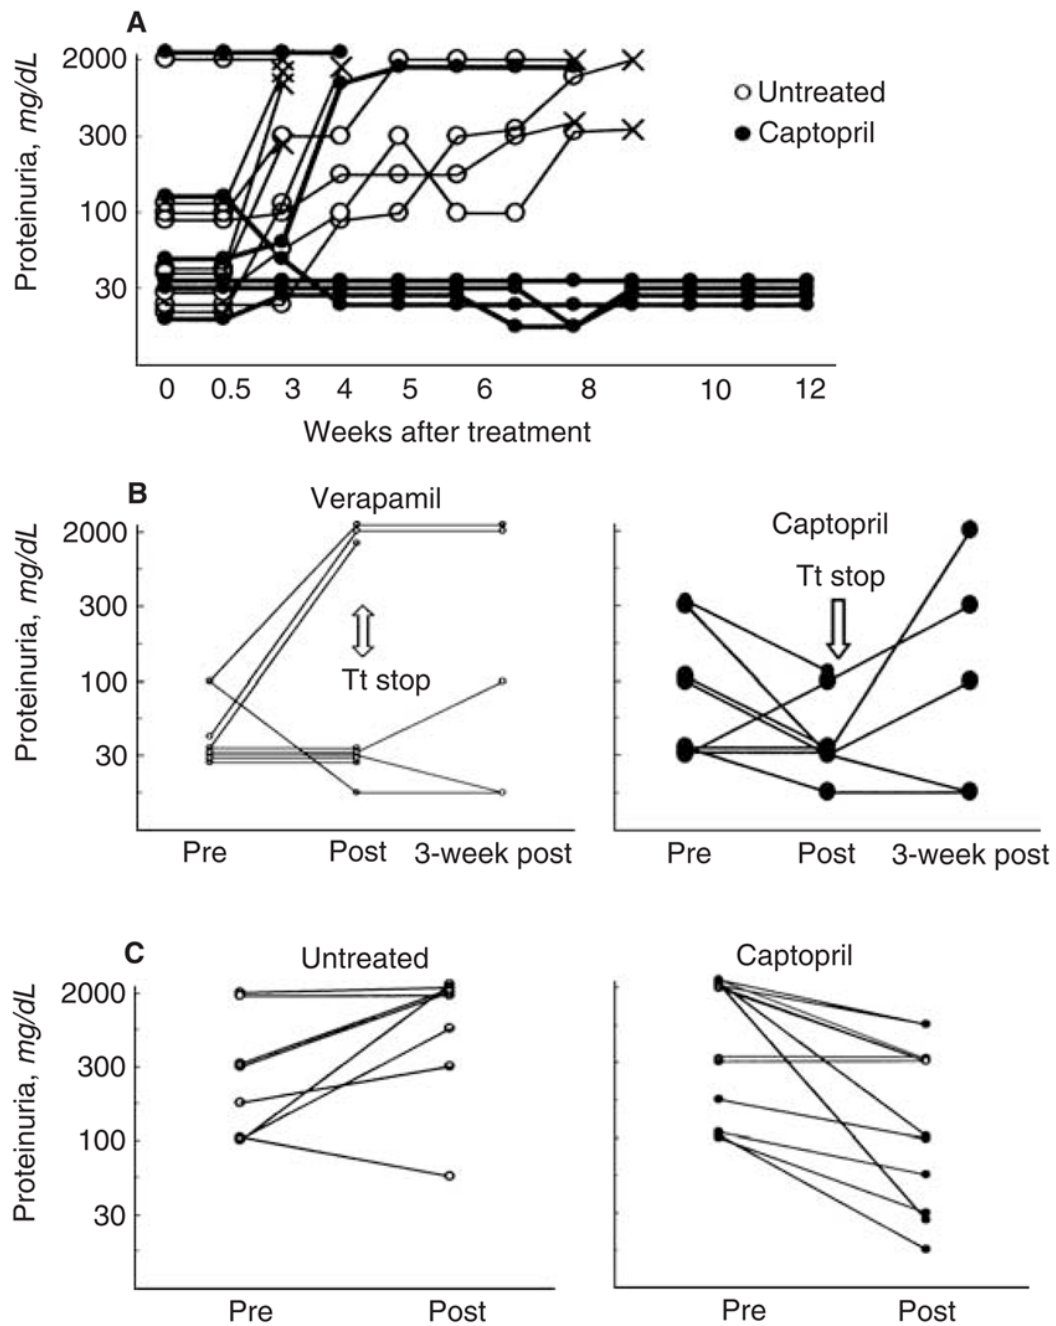 A
Proteinuria, mg/dL
2000
300
100
30
Untreated
Captopril
0 0.5 3 4 5 6 8 10 12
Weeks after treatment
B
Verapamil
Proteinuria, mg/dL
2000
300
100
30
Tt stop
Pre Post 3-week post
Captopril
Tt stop
Pre Post 3-week post
C
Untreated
Proteinuria, mg/dL
2000
300
100
30
Pre Post
Captopril
Pre Post